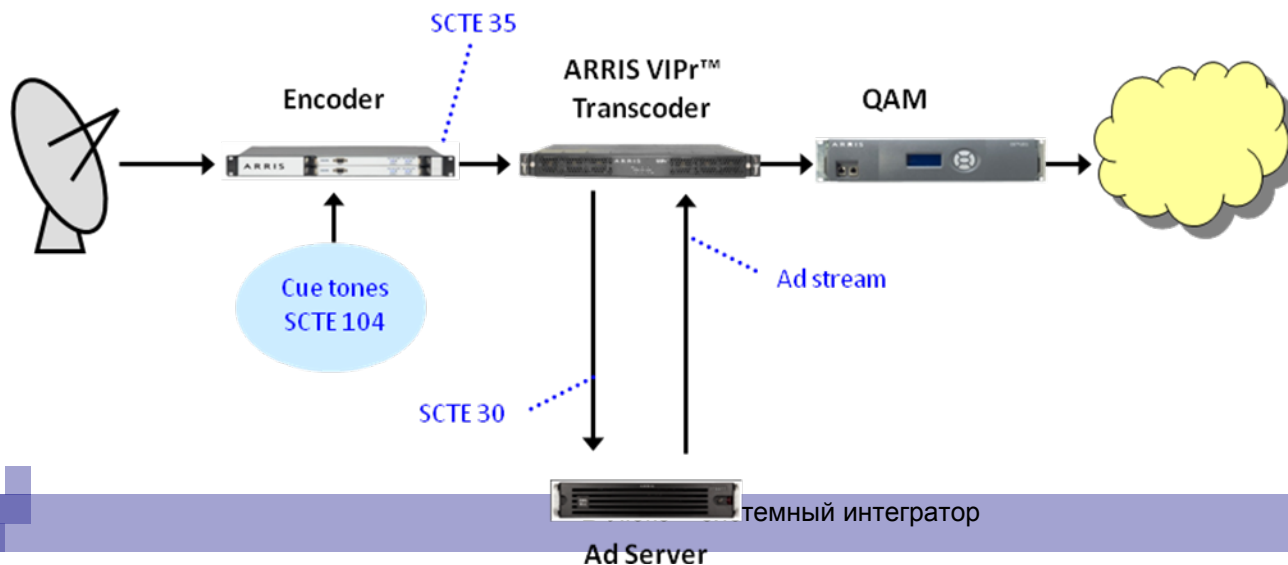 SCTE 35
ARRIS VIPr™
Transcoder
Encoder
QAM
ARRIS
ARRIS
ARRIS
Cue tones
SCTE 104
Ad stream
SCTE 30
интегратор
Ad Server